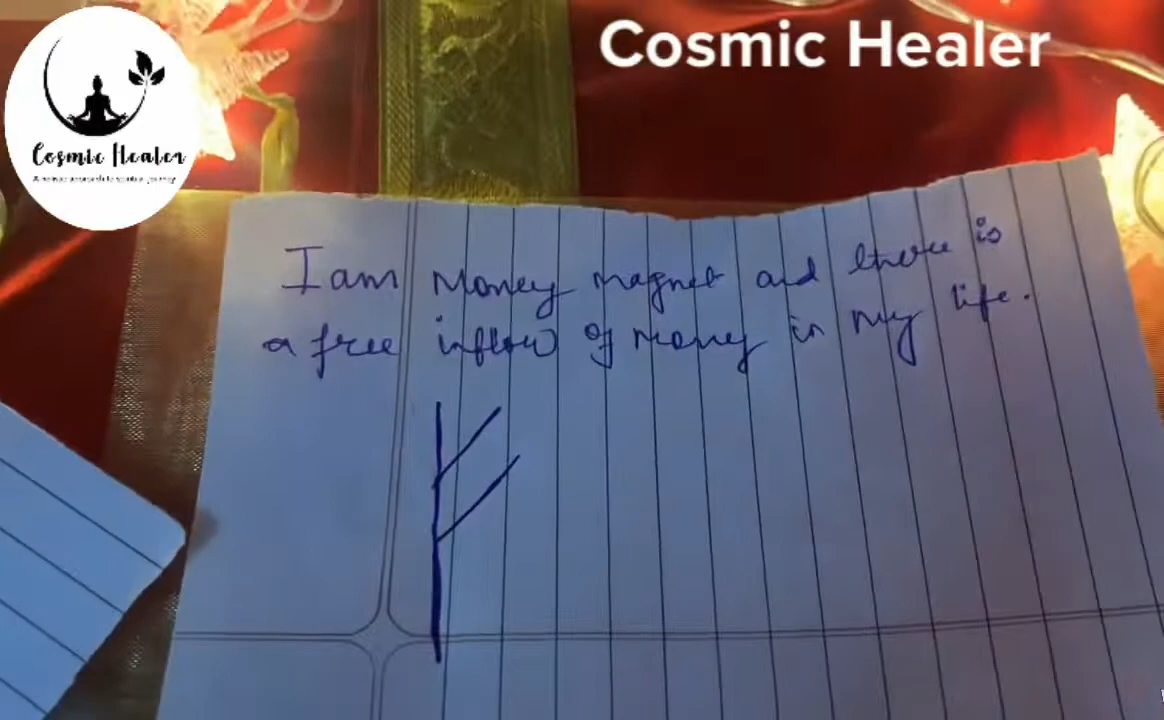 Cosmic Healer
Cosmic Healer
I am Money magnet and there is
a free inflow of Money in My life.